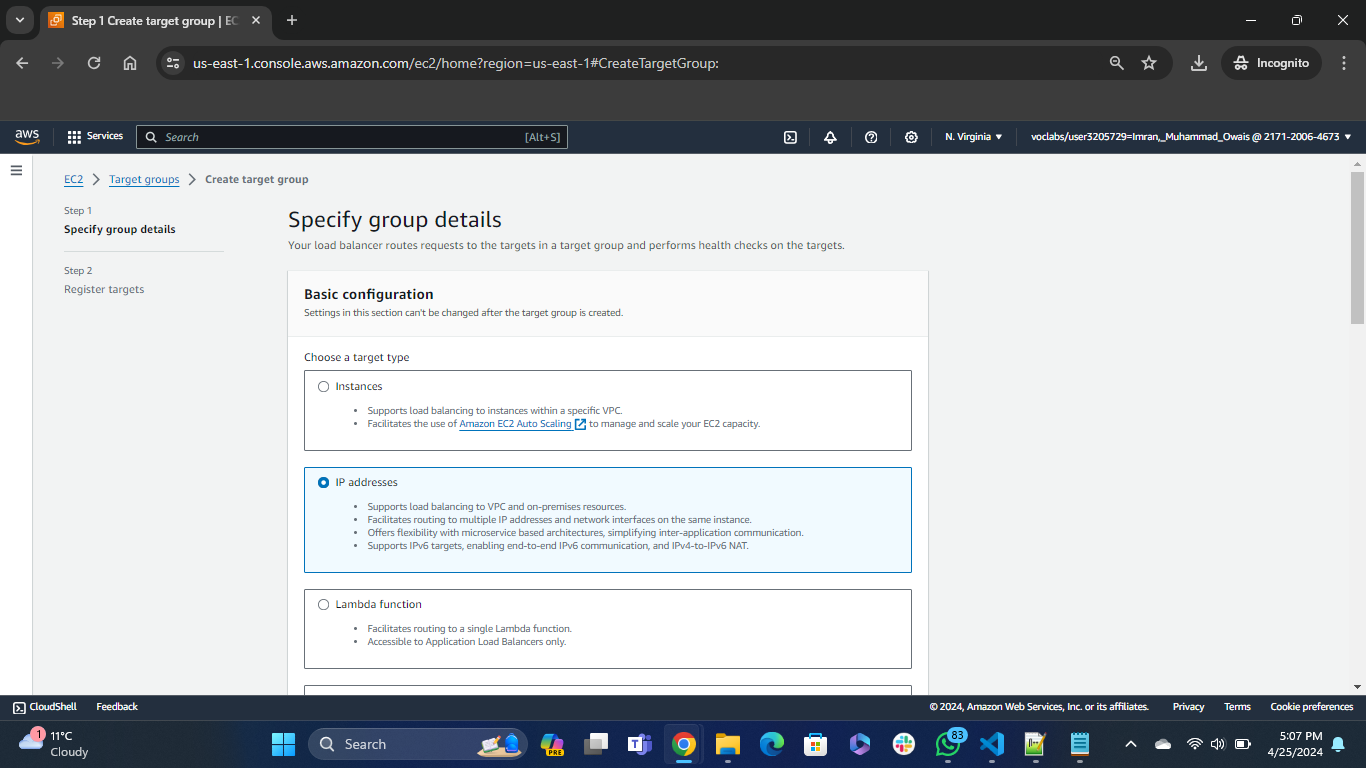 Step 1 Create target group | EC
us-east-1.console.aws.amazon.com/ec2/home?region=us-east-1#CreateTargetGroup:
Incognito
aws
Services
Search
[Alt+S]
N. Virginia
voclabs/user3205729=Imran,_Muhammad_Owais @ 2171-2006-4673
EC2
Target groups
Create target group
Step 1
Specify group details
Step 2
Register targets
Specify group details
Your load balancer routes requests to the targets in a target group and performs health checks on the targets.
Basic configuration
Settings in this section can't be changed after the target group is created.
Choose a target type
Instances
• Supports load balancing to instances within a specific VPC.
• Facilitates the use of Amazon EC2 Auto Scaling to manage and scale your EC2 capacity.
IP addresses
• Supports load balancing to VPC and on-premises resources.
• Facilitates routing to multiple IP addresses and network interfaces on the same instance.
• Offers flexibility with microservice based architectures, simplifying inter-application communication.
• Supports IPv6 targets, enabling end-to-end IPv6 communication, and IPv4-to-IPv6 NAT.
Lambda function
• Facilitates routing to a single Lambda function.
• Accessible to Application Load Balancers only.
CloudShell
Feedback
© 2024, Amazon Web Services, Inc. or its affiliates.
Privacy
Terms
Cookie preferences
1
11°C
Cloudy
Search
PRE
83
5:07 PM
4/25/2024